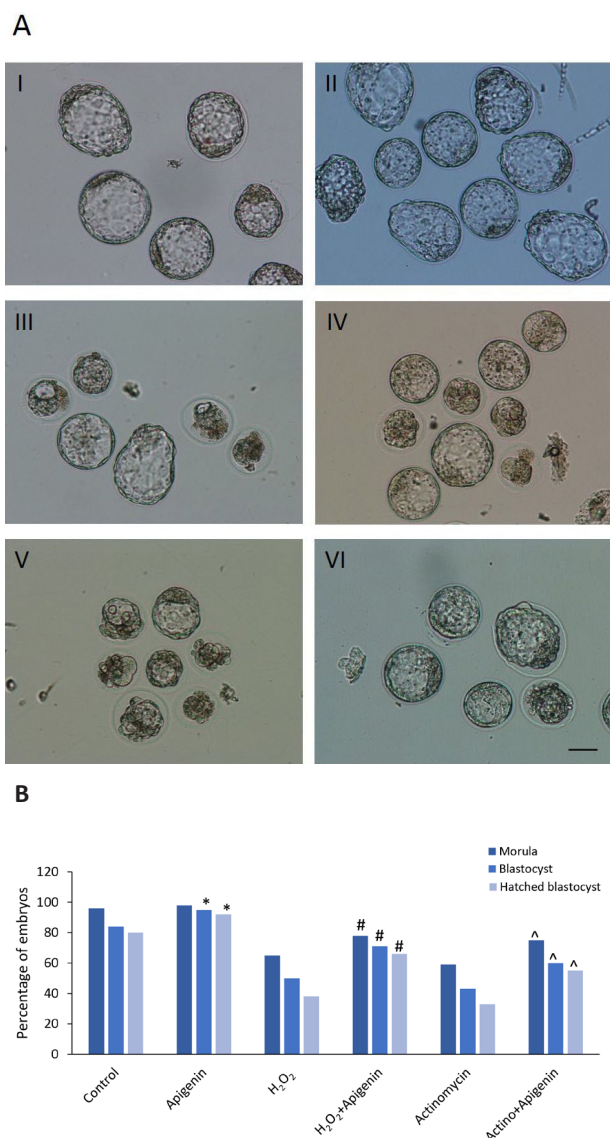 A
I
II
III
IV
V
VI
B
Morula
Blastocyst
Hatched blastocyst
Percentage of embryos
120
100
80
60
40
20
0
* *
# # #
^ ^ ^
Control
Apigenin
H₂O₂
H₂O₂+Apigenin
Actinomycin
Actino+Apigenin